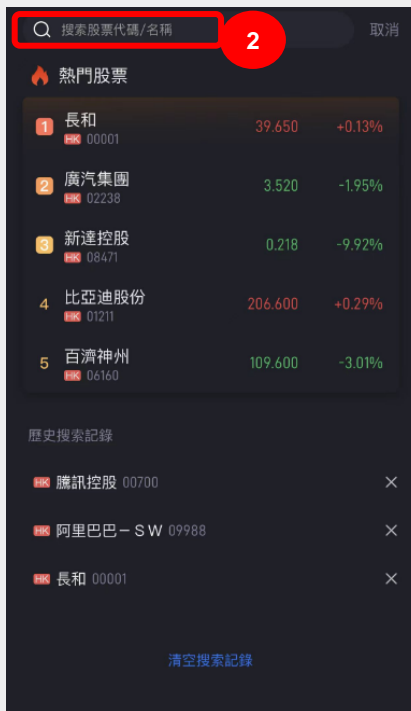 搜索股票代碼/名稱 2 取消
熱門股票
1 長和 39.650 +0.13%
HK 00001
2 廣汽集團 3.520 -1.95%
HK 02238
3 新達控股 0.218 -9.92%
HK 08471
4 比亞迪股份 206.600 +0.29%
HK 01211
5 百濟神州 109.600 -3.01%
HK 06160
歷史搜索記錄
HK 騰訊控股 00700 ×
HK 阿里巴巴－ＳＷ 09988 ×
HK 長和 00001 ×
清空搜索記錄